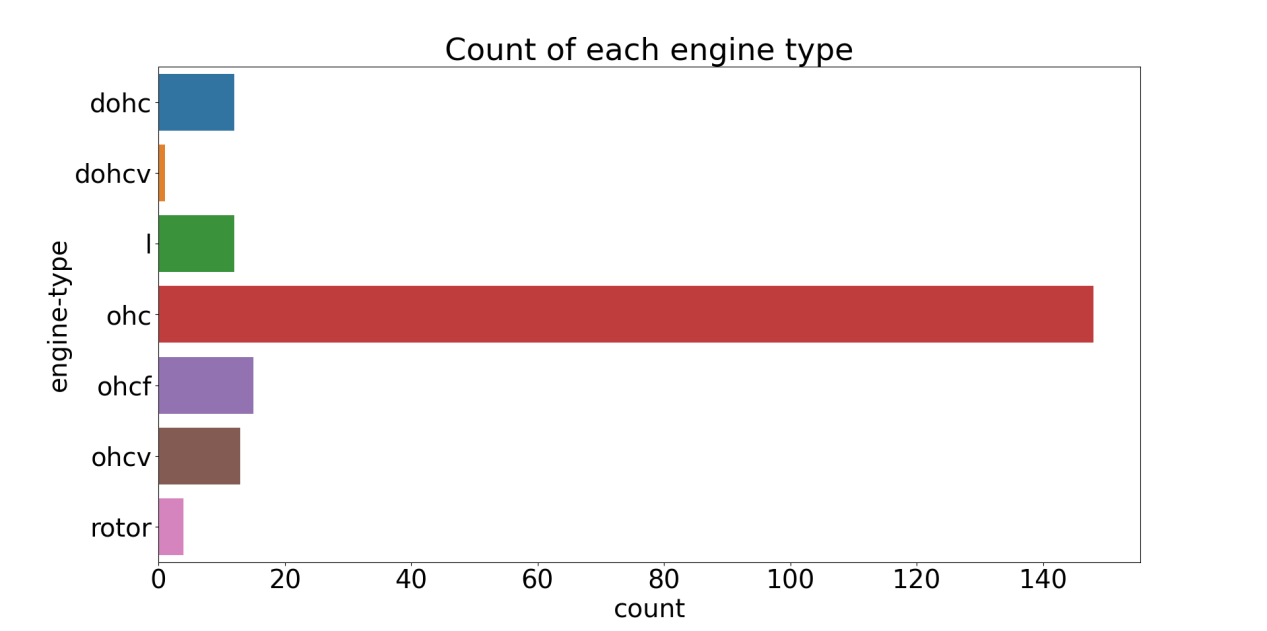 Count of each engine type
dohc
dohcv
l
ohc
ohcf
ohcv
rotor
engine-type
0 20 40 60 80 100 120 140
count